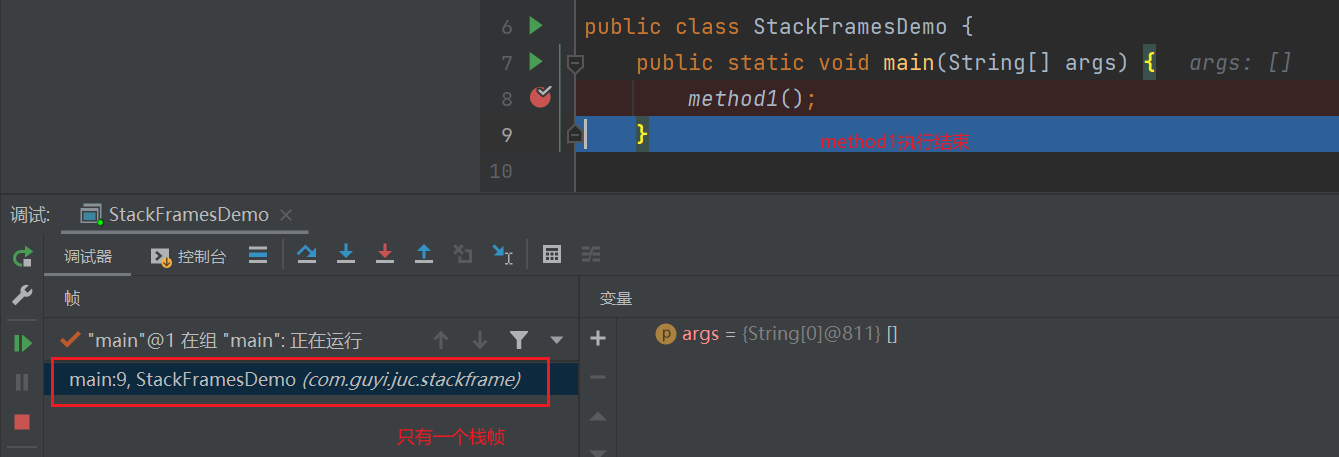 6 public class StackFramesDemo {
7 public static void main(String[] args) { args: []
8 method1();
9 } method1执行结束
10
调试: StackFramesDemo
调试器 控制台
帧 变量
"main"@1 在组 "main": 正在运行
p args = {String[0]@811} []
main:9, StackFramesDemo (com.guyi.juc.stackframe)
只有一个栈帧